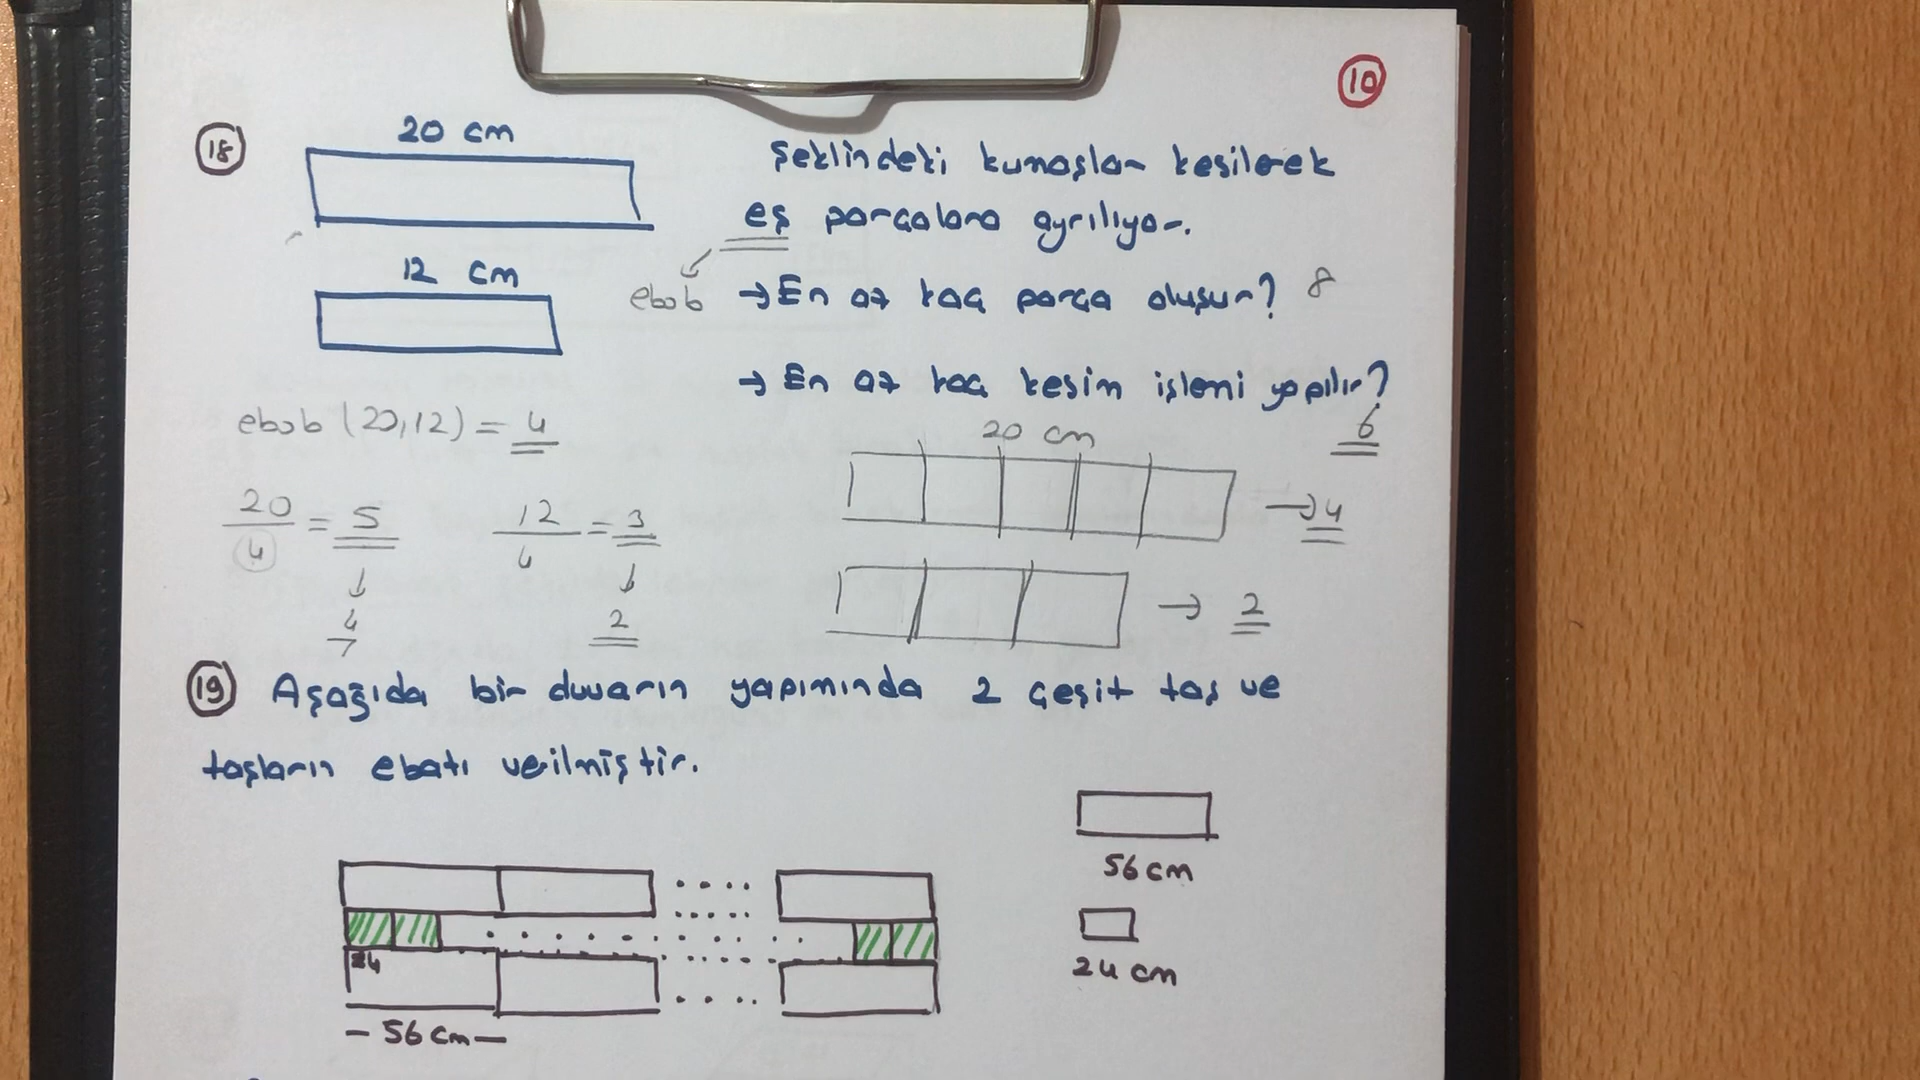 10
18
20 cm
Şeklindeki kumaşlar kesilerek
eş parçalara ayrılıyor.
12 cm
ebob
→ En az kaç parça oluşur? 8
→ En az kaç kesim işlemi yapılır?
6
ebob (20,12) = 4
20 cm
20/4 = 5
12/4 = 3
→ 4
4
2
→ 2
19 Aşağıda bir duvarın yapımında 2 çeşit taş ve
taşların ebatı verilmiştir.
56 cm
24
24 cm
- 56 cm -